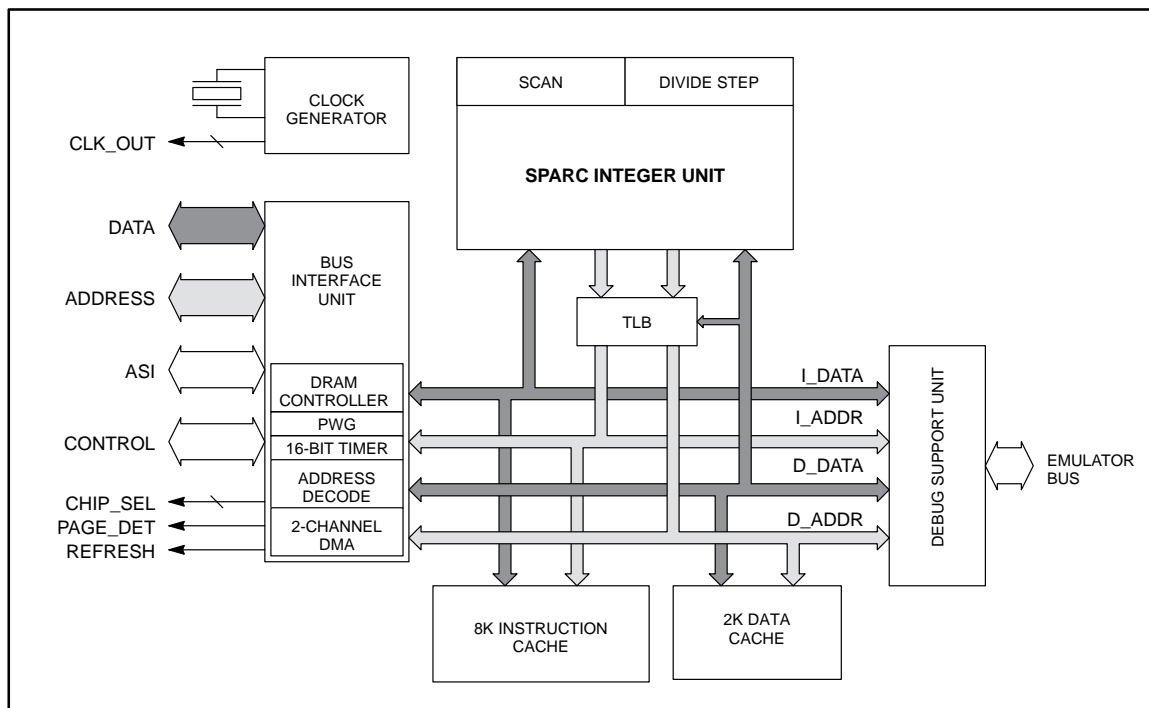 CLOCK
GENERATOR
CLK_OUT
SCAN
DIVIDE STEP
SPARC INTEGER UNIT
DATA
ADDRESS
ASI
CONTROL
CHIP_SEL
PAGE_DET
REFRESH
BUS
INTERFACE
UNIT
DRAM
CONTROLLER
PWG
16-BIT TIMER
ADDRESS
DECODE
2-CHANNEL
DMA
TLB
I_DATA
I_ADDR
D_DATA
D_ADDR
DEBUG SUPPORT UNIT
EMULATOR
BUS
8K INSTRUCTION
CACHE
2K DATA
CACHE